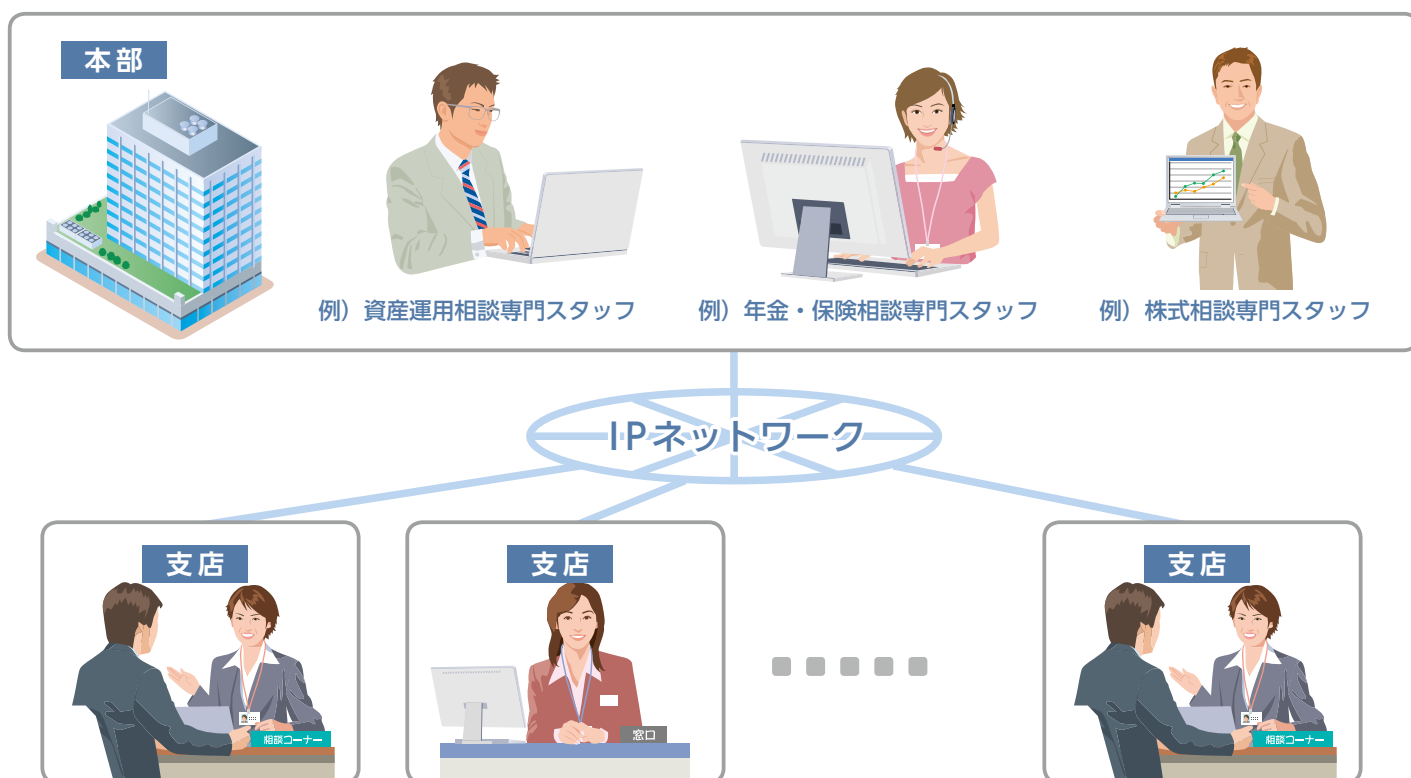 本部
例）資産運用相談専門スタッフ
例）年金・保険相談専門スタッフ
例）株式相談専門スタッフ
IPネットワーク
支店
支店
支店
相談コーナー
窓口
相談コーナー